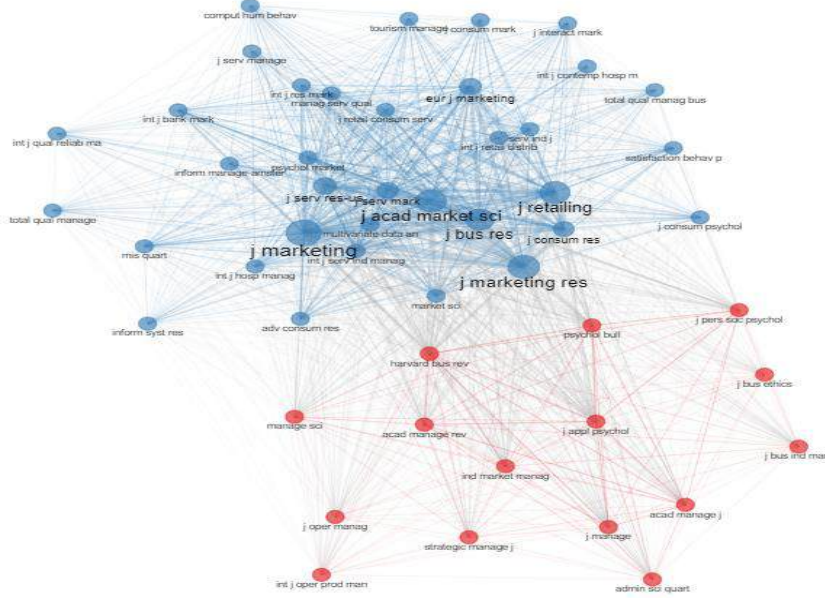 comput hum behav
tourism manage
j consum mark
j interact mark
j serv manage
int j contemp hosp m
int j res mark
manag serv qual
eur j marketing
total qual manag bus
int j bank mark
j retail consum serv
serv ind j
int j qual reliab ma
int j retail distrib
satisfaction behav p
psychol market
inform manage-amster
j serv res-us
j serv mark
j retailing
total qual manage
j acad market sci
j consum psychol
multivariate data an
j bus res
j consum res
mis quart
j marketing
int j serv ind manag
int j hosp manag
j marketing res
market sci
inform syst res
adv consum res
j pers soc psychol
psychol bull
harvard bus rev
j bus ethics
manage sci
acad manage rev
j appl psychol
j bus ind mar
ind market manag
acad manage j
j oper manag
j manage
strategic manage j
int j oper prod man
admin sci quart